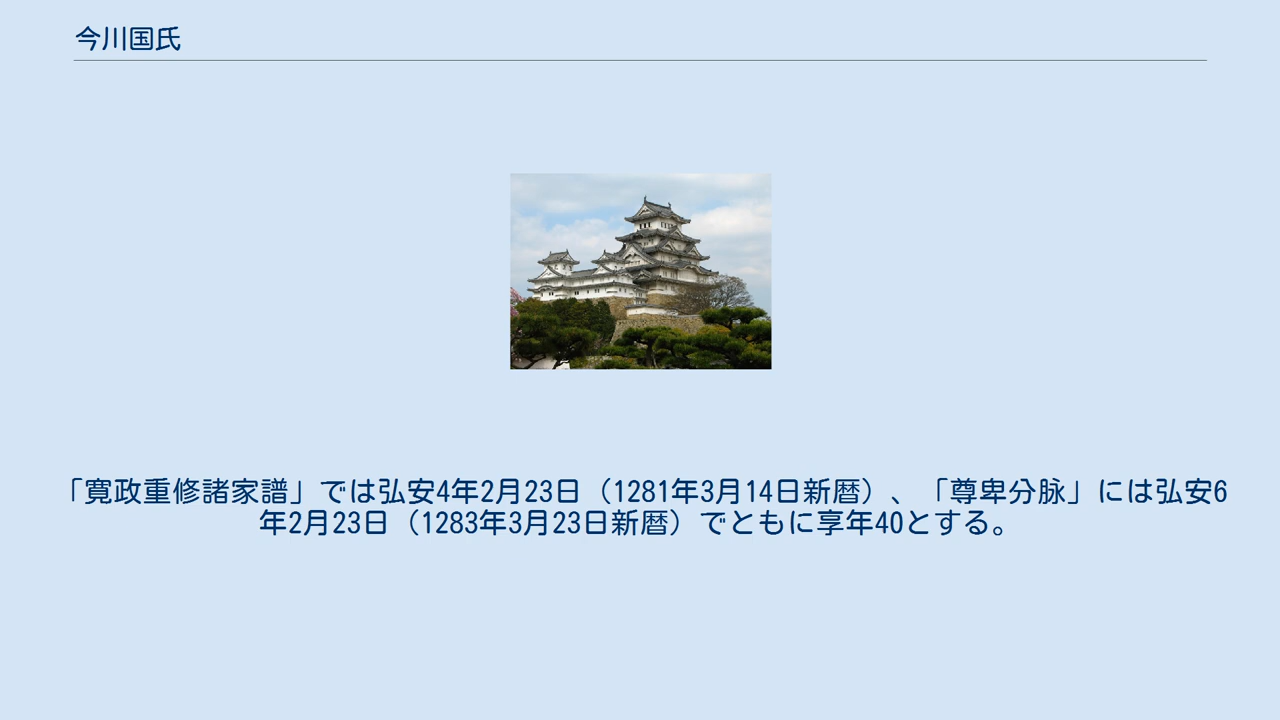 今川国氏
「寛政重修諸家譜」では弘安4年2月23日（1281年3月14日新暦）、「尊卑分脉」には弘安6
年2月23日（1283年3月23日新暦）でともに享年40とする。